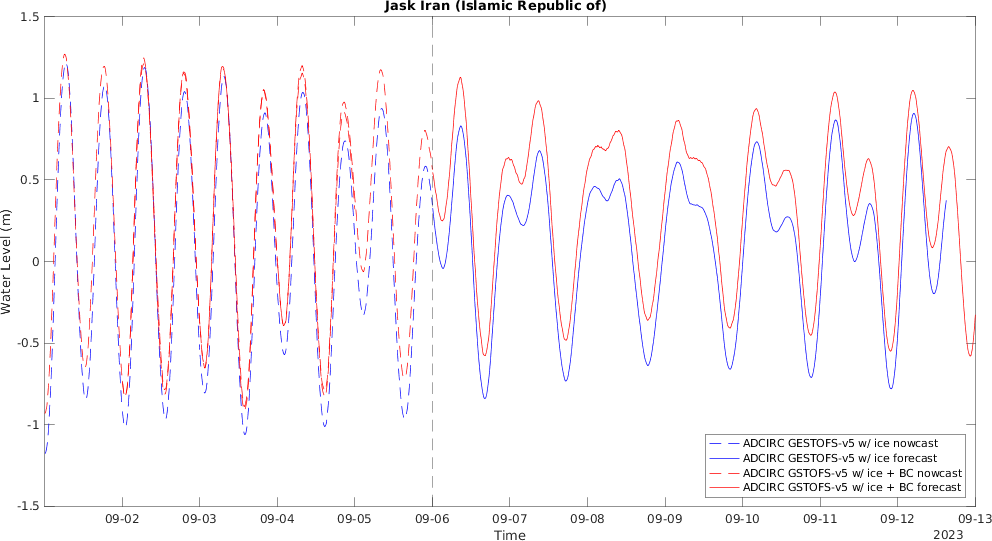 Jask Iran (Islamic Republic of)
1.5
1
0.5
0
-0.5
-1
-1.5
Water Level (m)
09-02
09-03
09-04
09-05
09-06
09-07
09-08
09-09
09-10
09-11
09-12
09-13
Time
2023
ADCIRC GESTOFS-v5 w/ ice nowcast
ADCIRC GESTOFS-v5 w/ ice forecast
ADCIRC GSTOFS-v5 w/ ice + BC nowcast
ADCIRC GSTOFS-v5 w/ ice + BC forecast